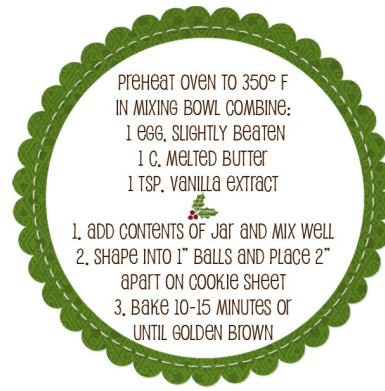 Preheat oven to 350° F
in mixing bowl combine:
1 egg, slightly beaten
1 c. melted butter
1 tsp. vanilla extract
1. add contents of jar and mix well
2. shape into 1" balls and place 2"
apart on cookie sheet
3. bake 10-15 minutes or
until golden brown